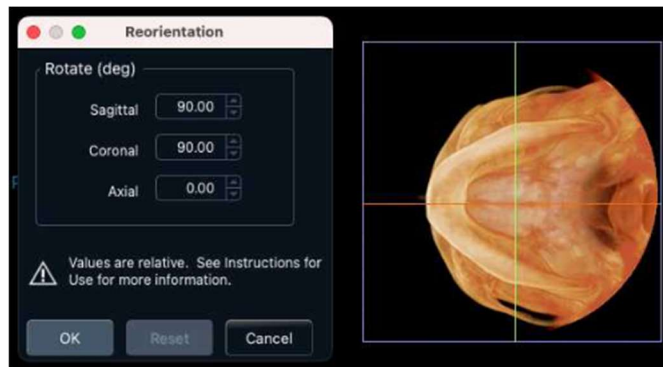 Reorientation
Rotate (deg)
Sagittal 90.00
Coronal 90.00
Axial 0.00
Values are relative. See Instructions for
Use for more information.
OK Reset Cancel